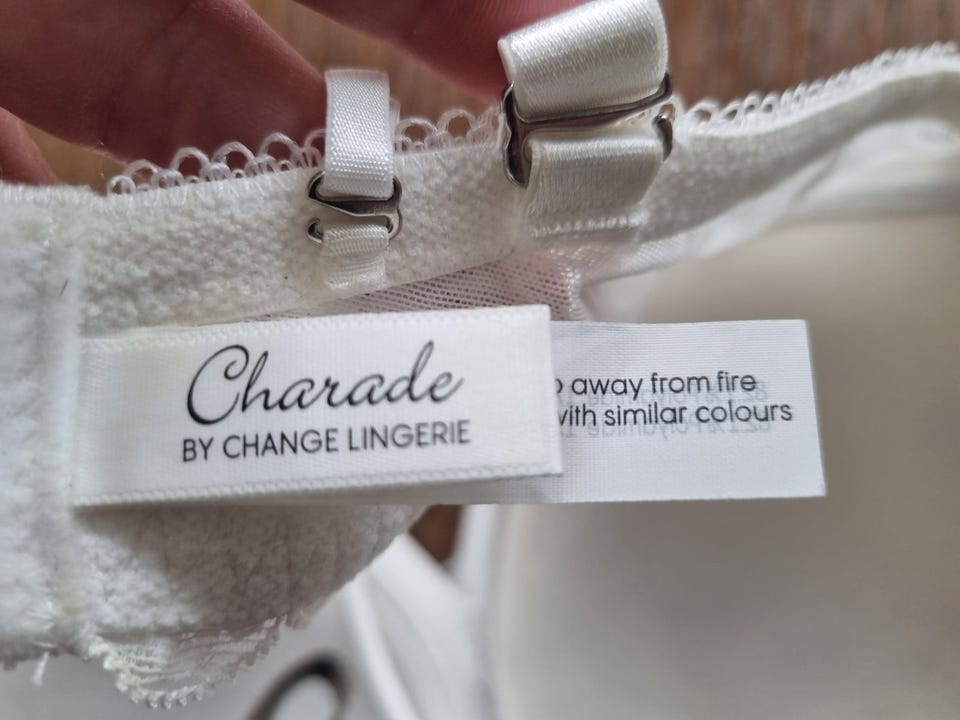 Charade
BY CHANGE LINGERIE
away from fire
with similar colours